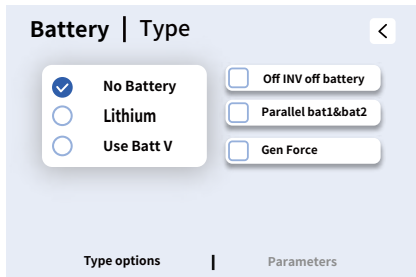 Battery | Type
No Battery
Lithium
Use Batt V
Off INV off battery
Parallel bat1&bat2
Gen Force
Type options | Parameters